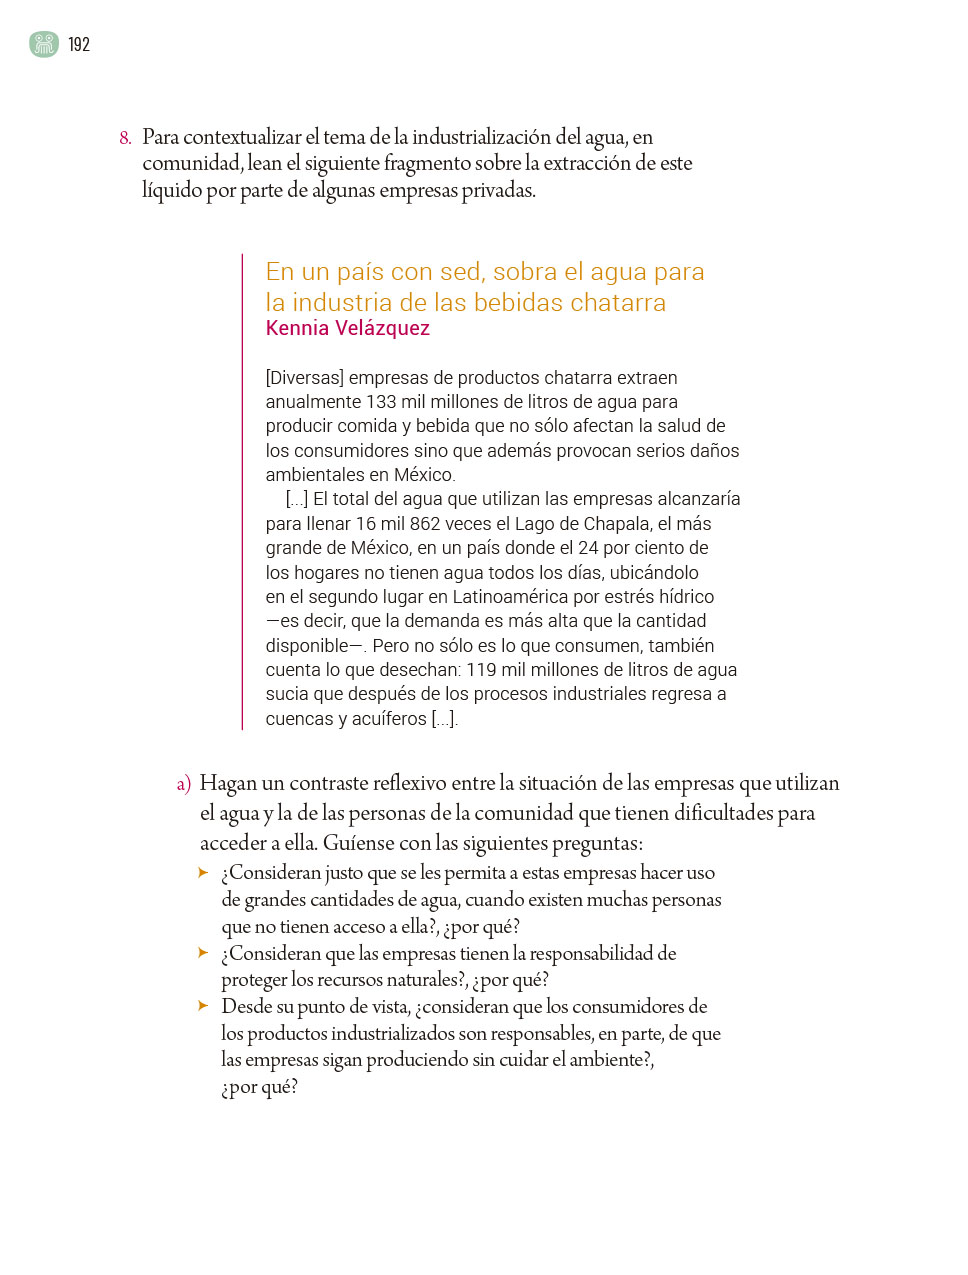 192
8. Para contextualizar el tema de la industrialización del agua, en
comunidad, lean el siguiente fragmento sobre la extracción de este
líquido por parte de algunas empresas privadas.
En un país con sed, sobra el agua para
la industria de las bebidas chatarra
Kennia Velázquez
[Diversas] empresas de productos chatarra extraen
anualmente 133 mil millones de litros de agua para
producir comida y bebida que no sólo afectan la salud de
los consumidores sino que además provocan serios daños
ambientales en México.
[...] El total del agua que utilizan las empresas alcanzaría
para llenar 16 mil 862 veces el Lago de Chapala, el más
grande de México, en un país donde el 24 por ciento de
los hogares no tienen agua todos los días, ubicándolo
en el segundo lugar en Latinoamérica por estrés hídrico
—es decir, que la demanda es más alta que la cantidad
disponible—. Pero no sólo es lo que consumen, también
cuenta lo que desechan: 119 mil millones de litros de agua
sucia que después de los procesos industriales regresa a
cuencas y acuíferos [...].
a) Hagan un contraste reflexivo entre la situación de las empresas que utilizan
el agua y la de las personas de la comunidad que tienen dificultades para
acceder a ella. Guíense con las siguientes preguntas:
➤ ¿Consideran justo que se les permita a estas empresas hacer uso
de grandes cantidades de agua, cuando existen muchas personas
que no tienen acceso a ella?, ¿por qué?
➤ ¿Consideran que las empresas tienen la responsabilidad de
proteger los recursos naturales?, ¿por qué?
➤ Desde su punto de vista, ¿consideran que los consumidores de
los productos industrializados son responsables, en parte, de que
las empresas sigan produciendo sin cuidar el ambiente?,
¿por qué?